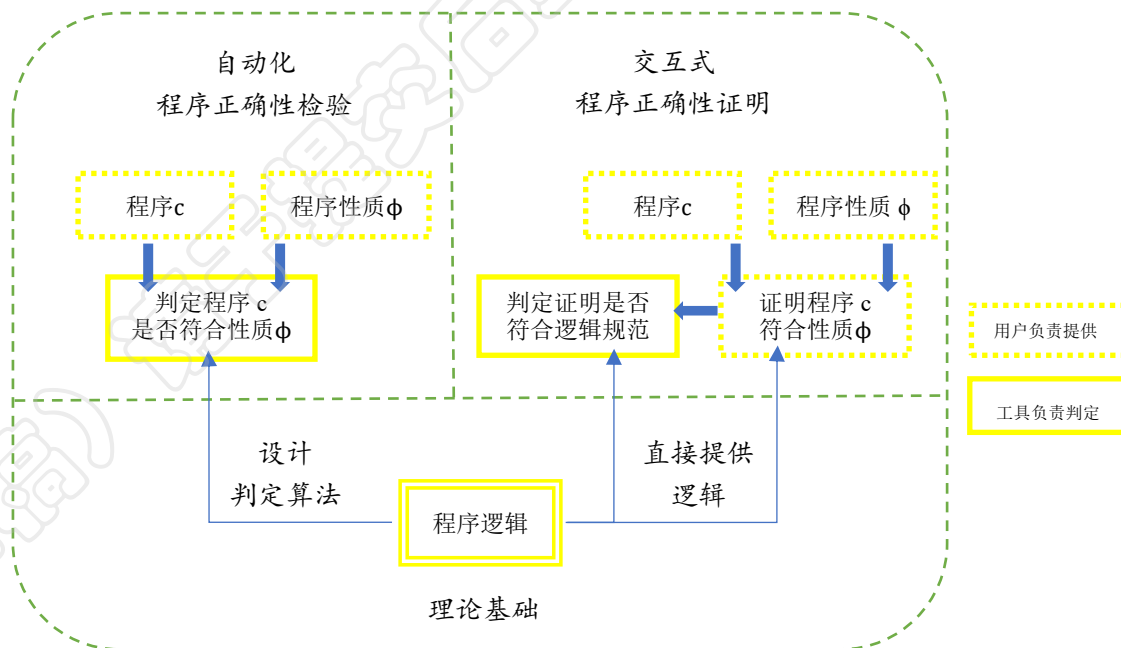 自动化
程序正确性检验
交互式
程序正确性证明
程序c
程序性质ϕ
程序c
程序性质 ϕ
判定程序 c
是否符合性质ϕ
判定证明是否
符合逻辑规范
证明程序 c
符合性质ϕ
用户负责提供
工具负责判定
设计
判定算法
直接提供
逻辑
程序逻辑
理论基础